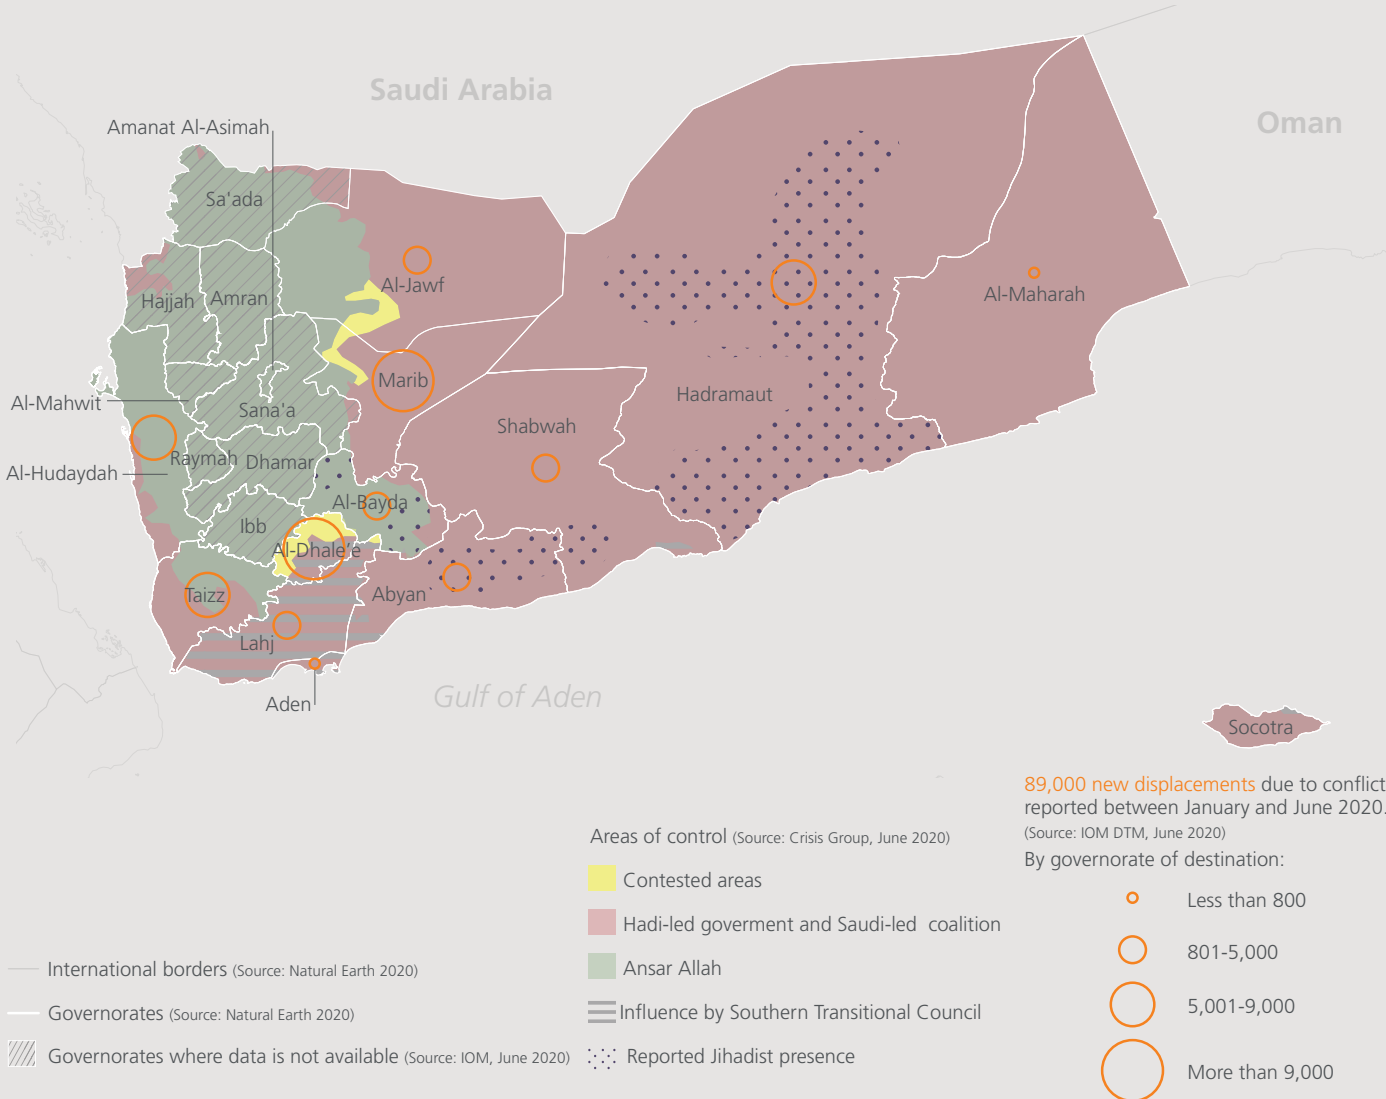 Saudi Arabia
Oman
Amanat Al-Asimah
Sa'ada
Al-Jawf
Al-Maharah
Hajjah
Amran
Marib
Hadramaut
Al-Mahwit
Sana'a
Shabwah
Raymah
Dhamar
Al-Hudaydah
Al-Bayda
Ibb
Al-Dhale'e
Taizz
Abyan
Lahj
Aden
Gulf of Aden
Socotra
89,000 new displacements due to conflict
reported between January and June 2020.
(Source: IOM DTM, June 2020)
By governorate of destination:
Less than 800
801-5,000
5,001-9,000
More than 9,000
Areas of control (Source: Crisis Group, June 2020)
Contested areas
Hadi-led goverment and Saudi-led coalition
Ansar Allah
Influence by Southern Transitional Council
Reported Jihadist presence
International borders (Source: Natural Earth 2020)
Governorates (Source: Natural Earth 2020)
Governorates where data is not available (Source: IOM, June 2020)